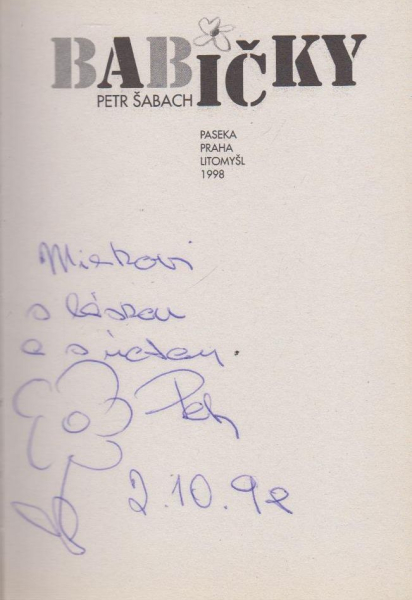 BABIČKY
PETR ŠABACH
PASEKA
PRAHA
LITOMYŠL
1998
Mirkovi
s láskou
a s úctou.
Petr
2.10.98